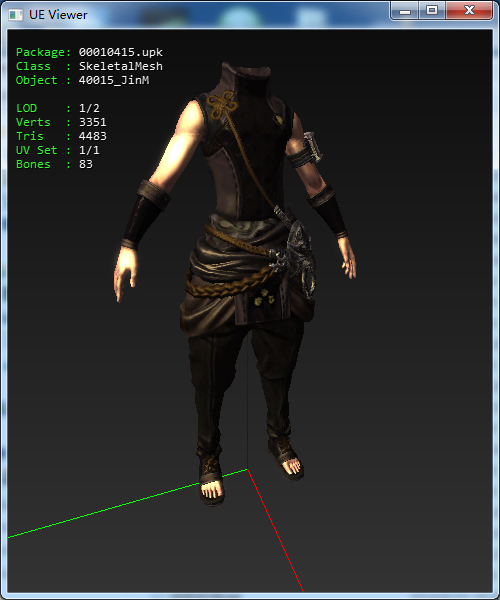 UE Viewer
Package: 00010415.upk
Class  : SkeletalMesh
Object : 40015_JinM
LOD    : 1/2
Verts  : 3351
Tris   : 4483
UV Set : 1/1
Bones  : 83